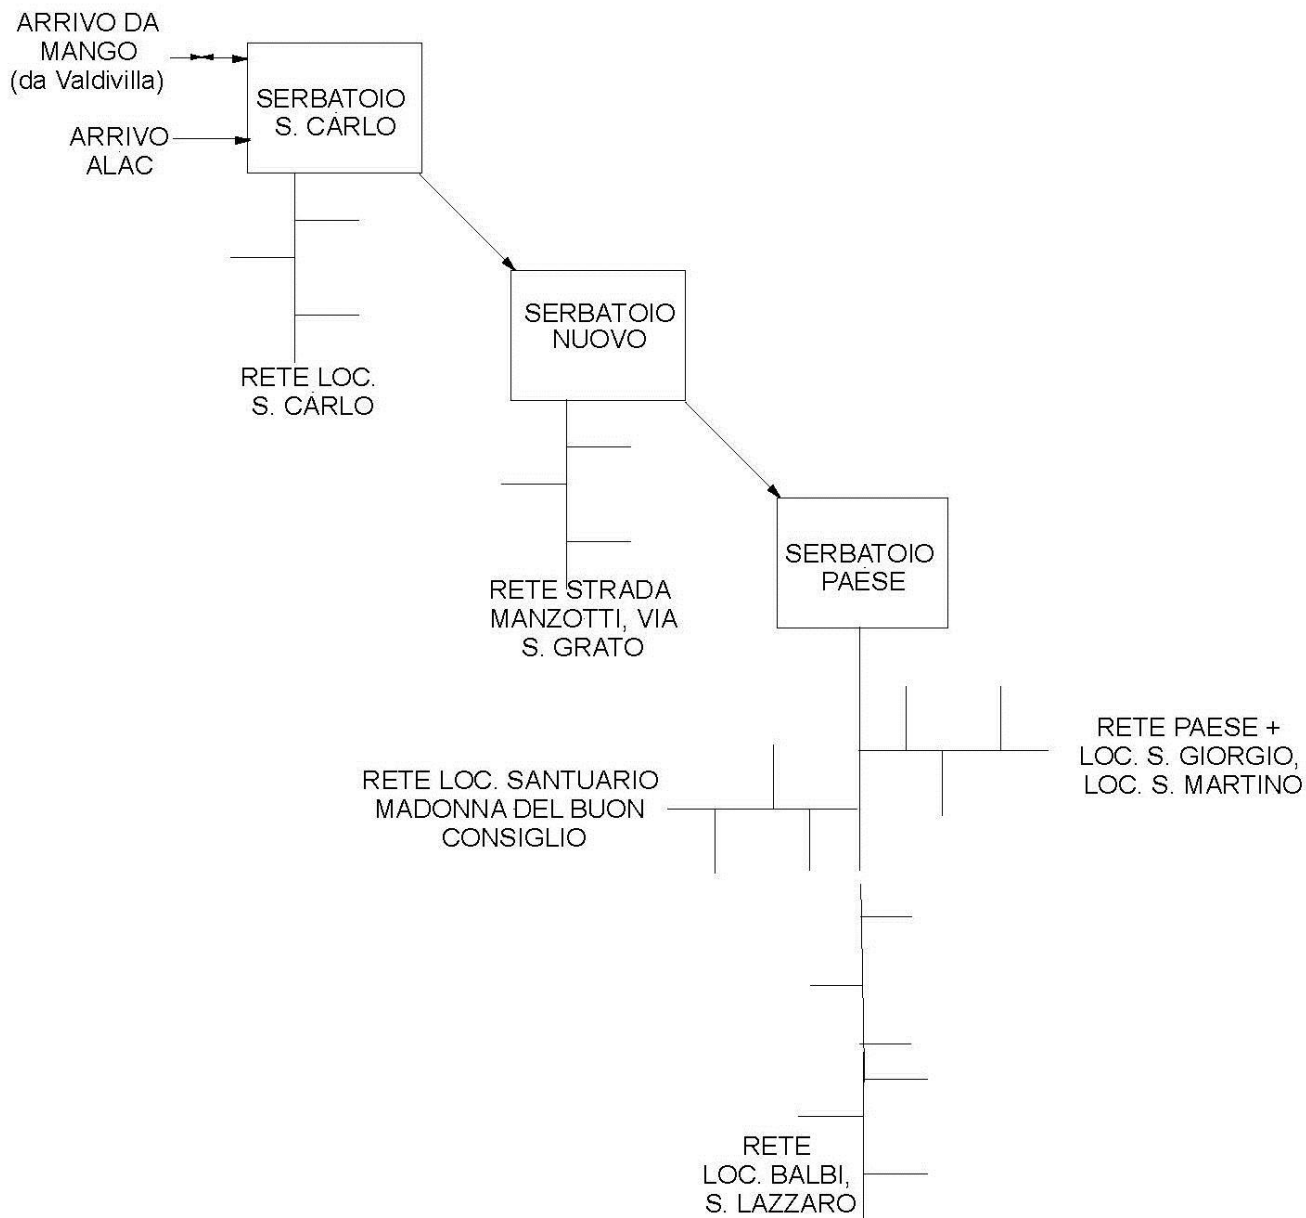 ARRIVO DA
MANGO
(da Valdivilla)
SERBATOIO
S. CARLO
ARRIVO
ALAC
RETE LOC.
S. CARLO
SERBATOIO
NUOVO
RETE STRADA
MANZOTTI, VIA
S. GRATO
SERBATOIO
PAESE
RETE PAESE +
LOC. S. GIORGIO,
LOC. S. MARTINO
RETE LOC. SANTUARIO
MADONNA DEL BUON
CONSIGLIO
RETE
LOC. BALBI,
S. LAZZARO